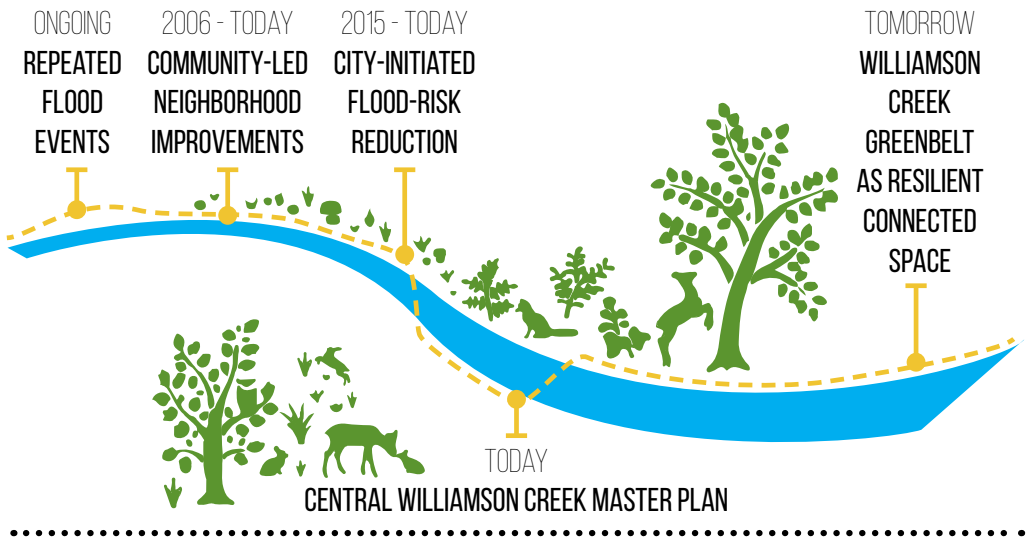 ONGOING
REPEATED
FLOOD
EVENTS
2006 - TODAY
COMMUNITY-LED
NEIGHBORHOOD
IMPROVEMENTS
2015 - TODAY
CITY-INITIATED
FLOOD-RISK
REDUCTION
TOMORROW
WILLIAMSON
CREEK
GREENBELT
AS RESILIENT
CONNECTED
SPACE
TODAY
CENTRAL WILLIAMSON CREEK MASTER PLAN